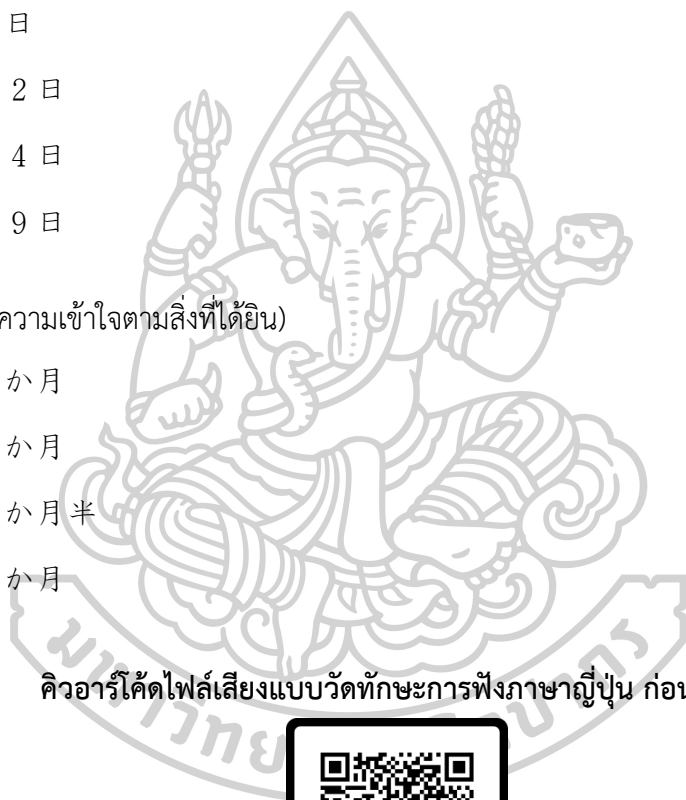 日
2 日
4 日
9 日
ความเข้าใจตามสิ่งที่ได้ยิน)
か月
か月
か月半
か月
คิวอาร์โค้ดไฟล์เสียงแบบวัดทักษะการฟังภาษาญี่ปุ่น ก่อน